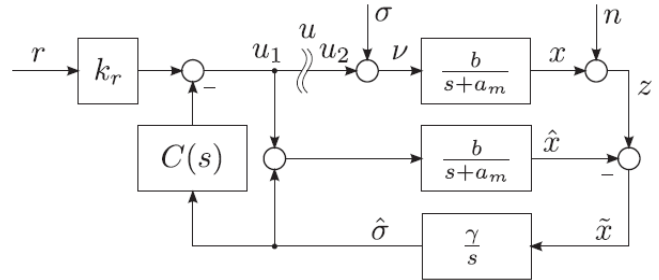 σ
n
r
k_r
u_1
u
u_2
ν
b
s+a_m
x
z
–
C(s)
b
s+a_m
x̂
–
σ̂
γ
s
x̃